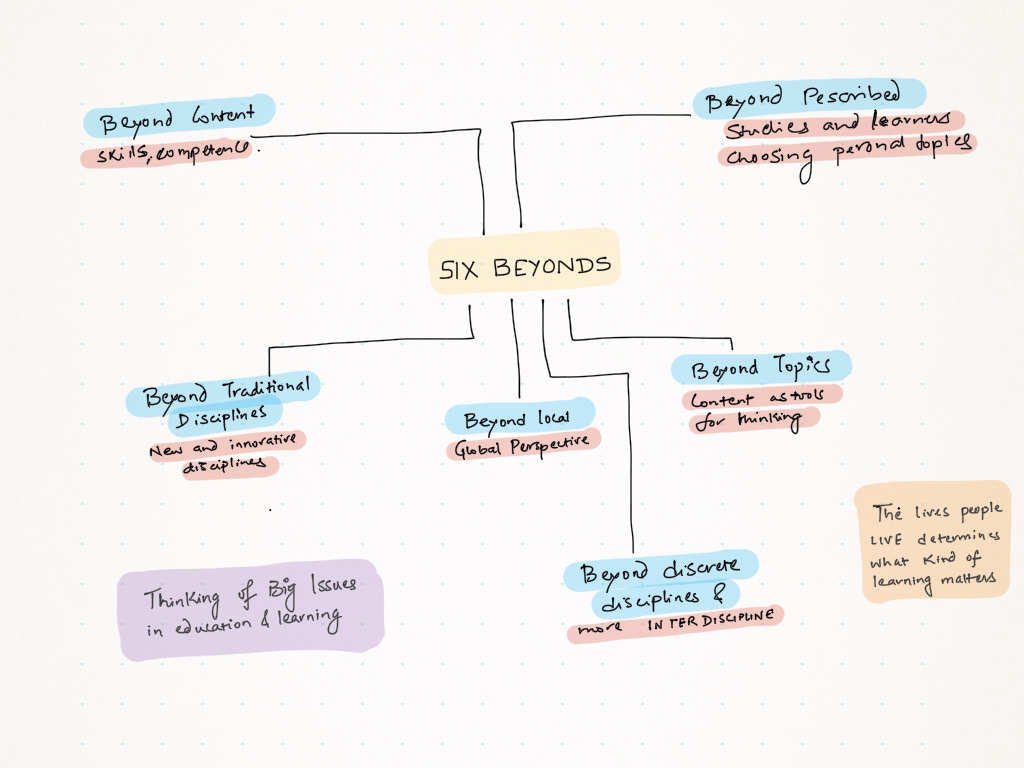 Beyond Content
skills, competence.
Beyond Pescribed
Studies and learners
choosing peronal topics
SIX BEYONDS
Beyond Traditional
Disciplines
New and innorative
disciplines
Beyond local
Global Perspective
Beyond Topics
Content as tools
for thinking
Beyond discrete
disciplines &
more INTERDISCIPLINE
Thinking of Big Issues
in education & learning
The lives people
LIVE determines
what kind of
learning matters